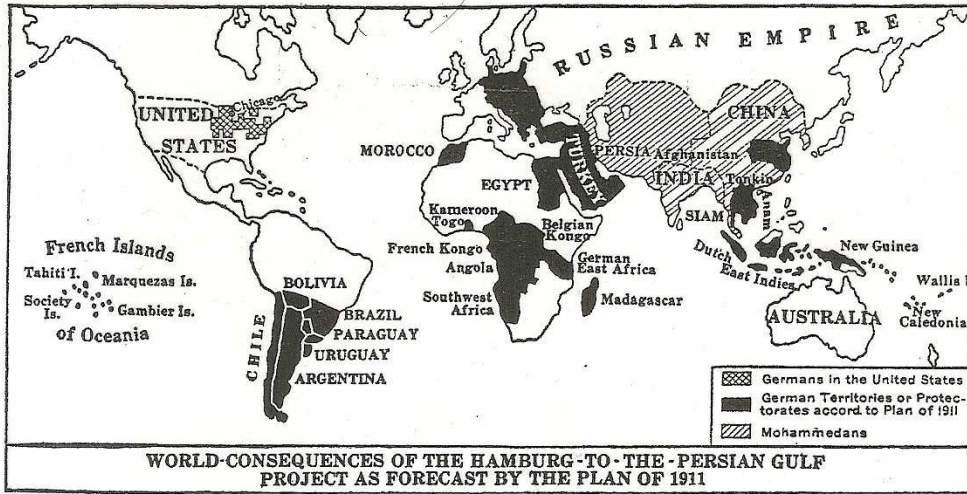 RUSSIAN EMPIRE
UNITED
STATES
Chicago
CHINA
MOROCCO
TURKEY
PERSIA
Afghanistan
INDIA
Tonkin
Anam
EGYPT
SIAM
Kameroon
Togo
Belgian
Kongo
French Kongo
Angola
German
East Africa
Dutch
East Indies
New Guinea
French Islands
Tahiti I.
Marquezas Is.
Society
Is.
Gambier Is.
of Oceania
BOLIVIA
BRAZIL
PARAGUAY
URUGUAY
CHILE
ARGENTINA
Southwest
Africa
Madagascar
AUSTRALIA
Wallis I
New
Caledonia
Germans in the United States
German Territories or Protec-
torates accord to Plan of 1911
Mohammedans
WORLD-CONSEQUENCES OF THE HAMBURG-TO-THE-PERSIAN GULF
PROJECT AS FORECAST BY THE PLAN OF 1911